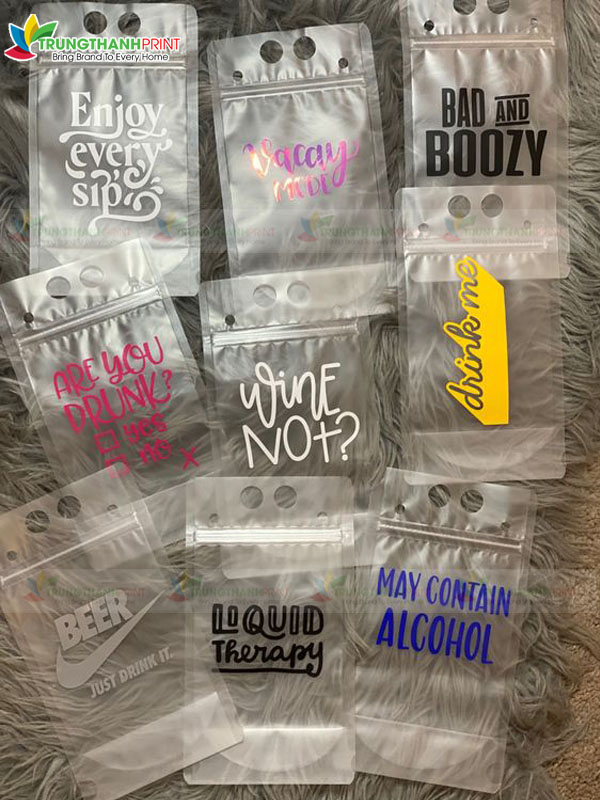 TRUNGTHANHPRINT
Bring Brand To Every Home
Enjoy
every
sip
Vacay
MODE
BAD AND
BOOZY
ARE YOU
DRUNK?
YES
NO X
WINE
NOT?
drink me
BEER
JUST DRINK IT.
LIQUID
Therapy
MAY CONTAIN
ALCOHOL